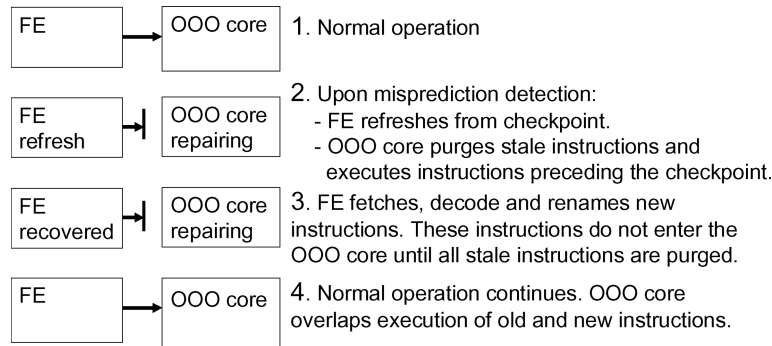 FE
OOO core
1. Normal operation
FE
refresh
OOO core
repairing
2. Upon misprediction detection:
- FE refreshes from checkpoint.
- OOO core purges stale instructions and
executes instructions preceding the checkpoint.
FE
recovered
OOO core
repairing
3. FE fetches, decode and renames new
instructions. These instructions do not enter the
OOO core until all stale instructions are purged.
FE
OOO core
4. Normal operation continues. OOO core
overlaps execution of old and new instructions.